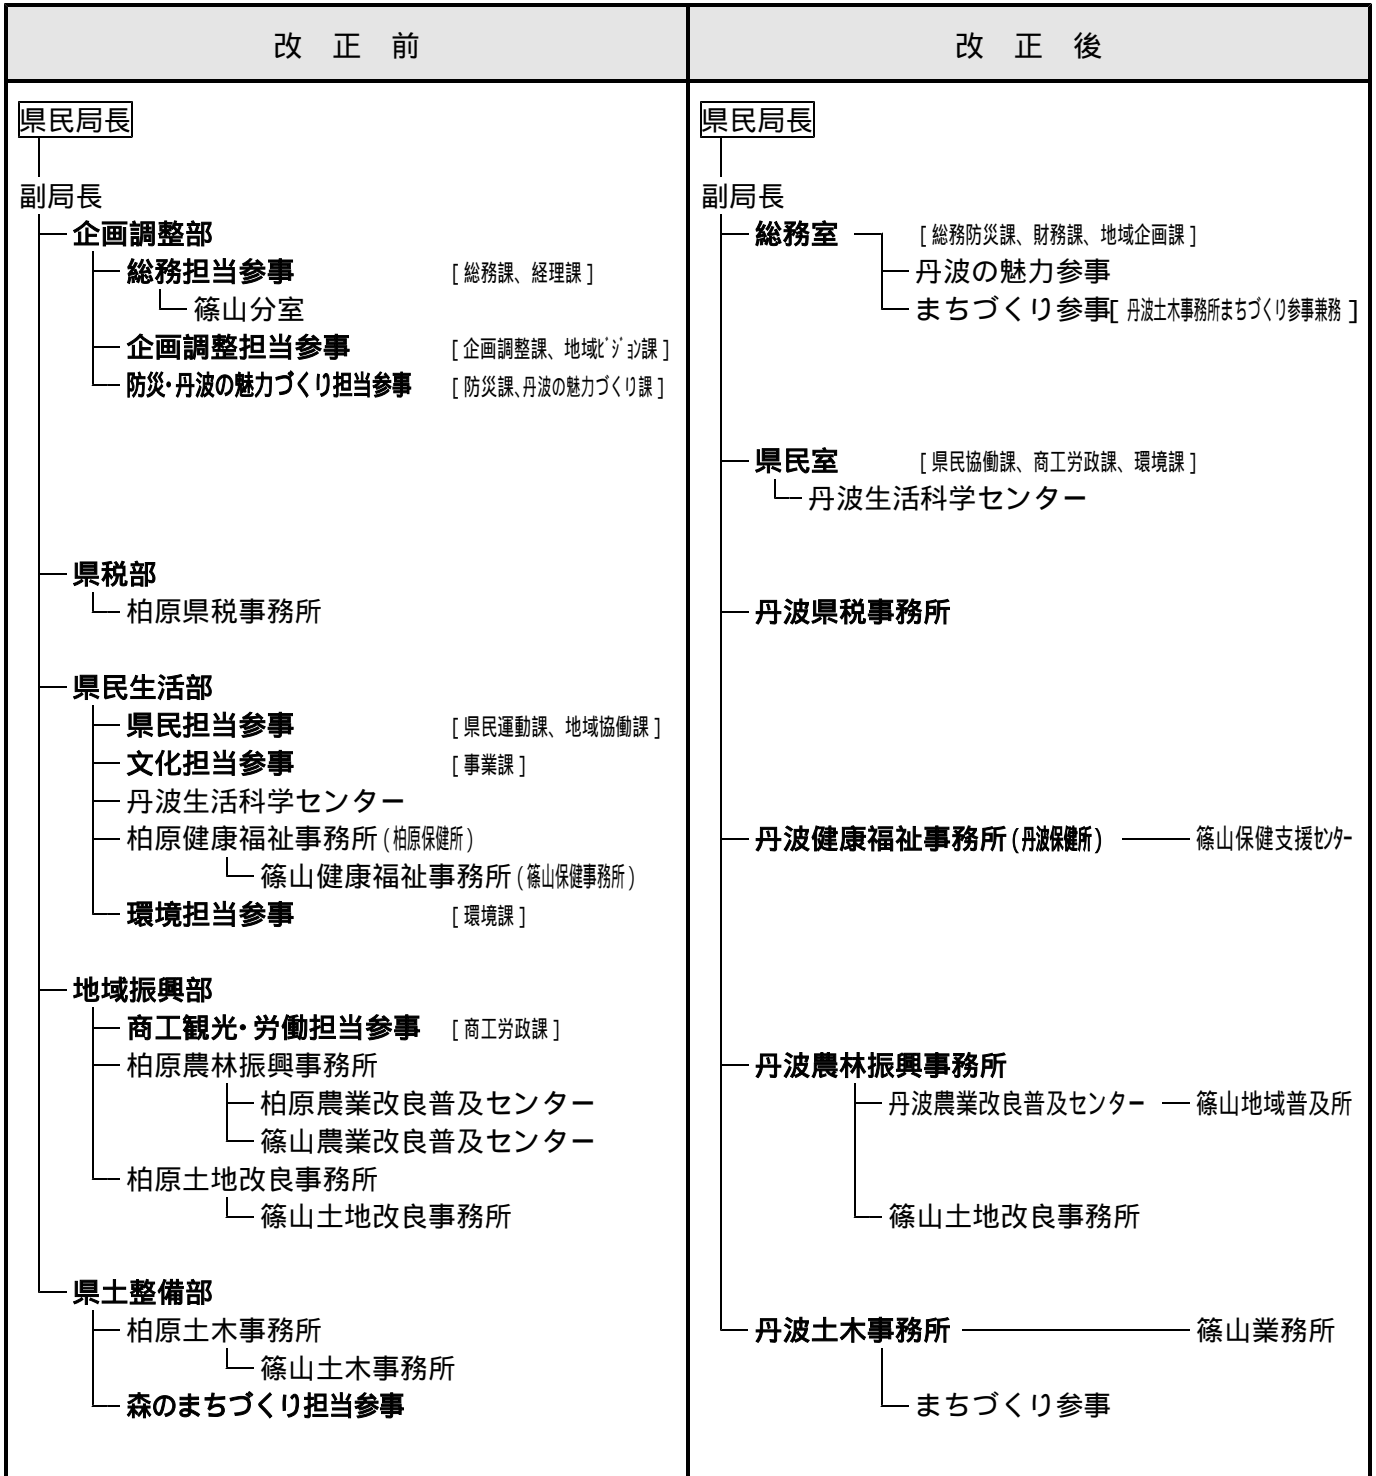 改 正 前
県民局長
副局長
企画調整部
総務担当参事 [ 総務課、経理課 ]
篠山分室
企画調整担当参事 [ 企画調整課、地域ﾋﾞｼﾞｮﾝ課 ]
防災・丹波の魅力づくり担当参事 [ 防災課、丹波の魅力づくり課 ]
県税部
柏原県税事務所
県民生活部
県民担当参事 [ 県民運動課、地域協働課 ]
文化担当参事 [ 事業課 ]
丹波生活科学センター
柏原健康福祉事務所(柏原保健所)
篠山健康福祉事務所(篠山保健事務所)
環境担当参事 [ 環境課 ]
地域振興部
商工観光・労働担当参事 [ 商工労政課 ]
柏原農林振興事務所
柏原農業改良普及センター
篠山農業改良普及センター
柏原土地改良事務所
篠山土地改良事務所
県土整備部
柏原土木事務所
篠山土木事務所
森のまちづくり担当参事
改 正 後
県民局長
副局長
総務室 [ 総務防災課、財務課、地域企画課 ]
丹波の魅力参事
まちづくり参事[ 丹波土木事務所まちづくり参事兼務 ]
県民室 [ 県民協働課、商工労政課、環境課 ]
丹波生活科学センター
丹波県税事務所
丹波健康福祉事務所(丹波保健所) 篠山保健支援ｾﾝﾀｰ
丹波農林振興事務所
丹波農業改良普及センター 篠山地域普及所
篠山土地改良事務所
丹波土木事務所 篠山業務所
まちづくり参事